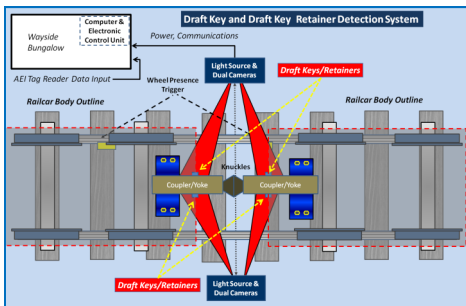 Draft Key and Draft Key Retainer Detection System
Wayside
Bungalow
Computer &
Electronic
Control Unit
Power, Communications
AEI Tag Reader Data Input
Light Source &
Dual Cameras
Draft Keys/Retainers
Wheel Presence
Trigger
Railcar Body Outline
Railcar Body Outline
Knuckles
Coupler/Yoke
Coupler/Yoke
Draft Keys/Retainers
Light Source &
Dual Cameras